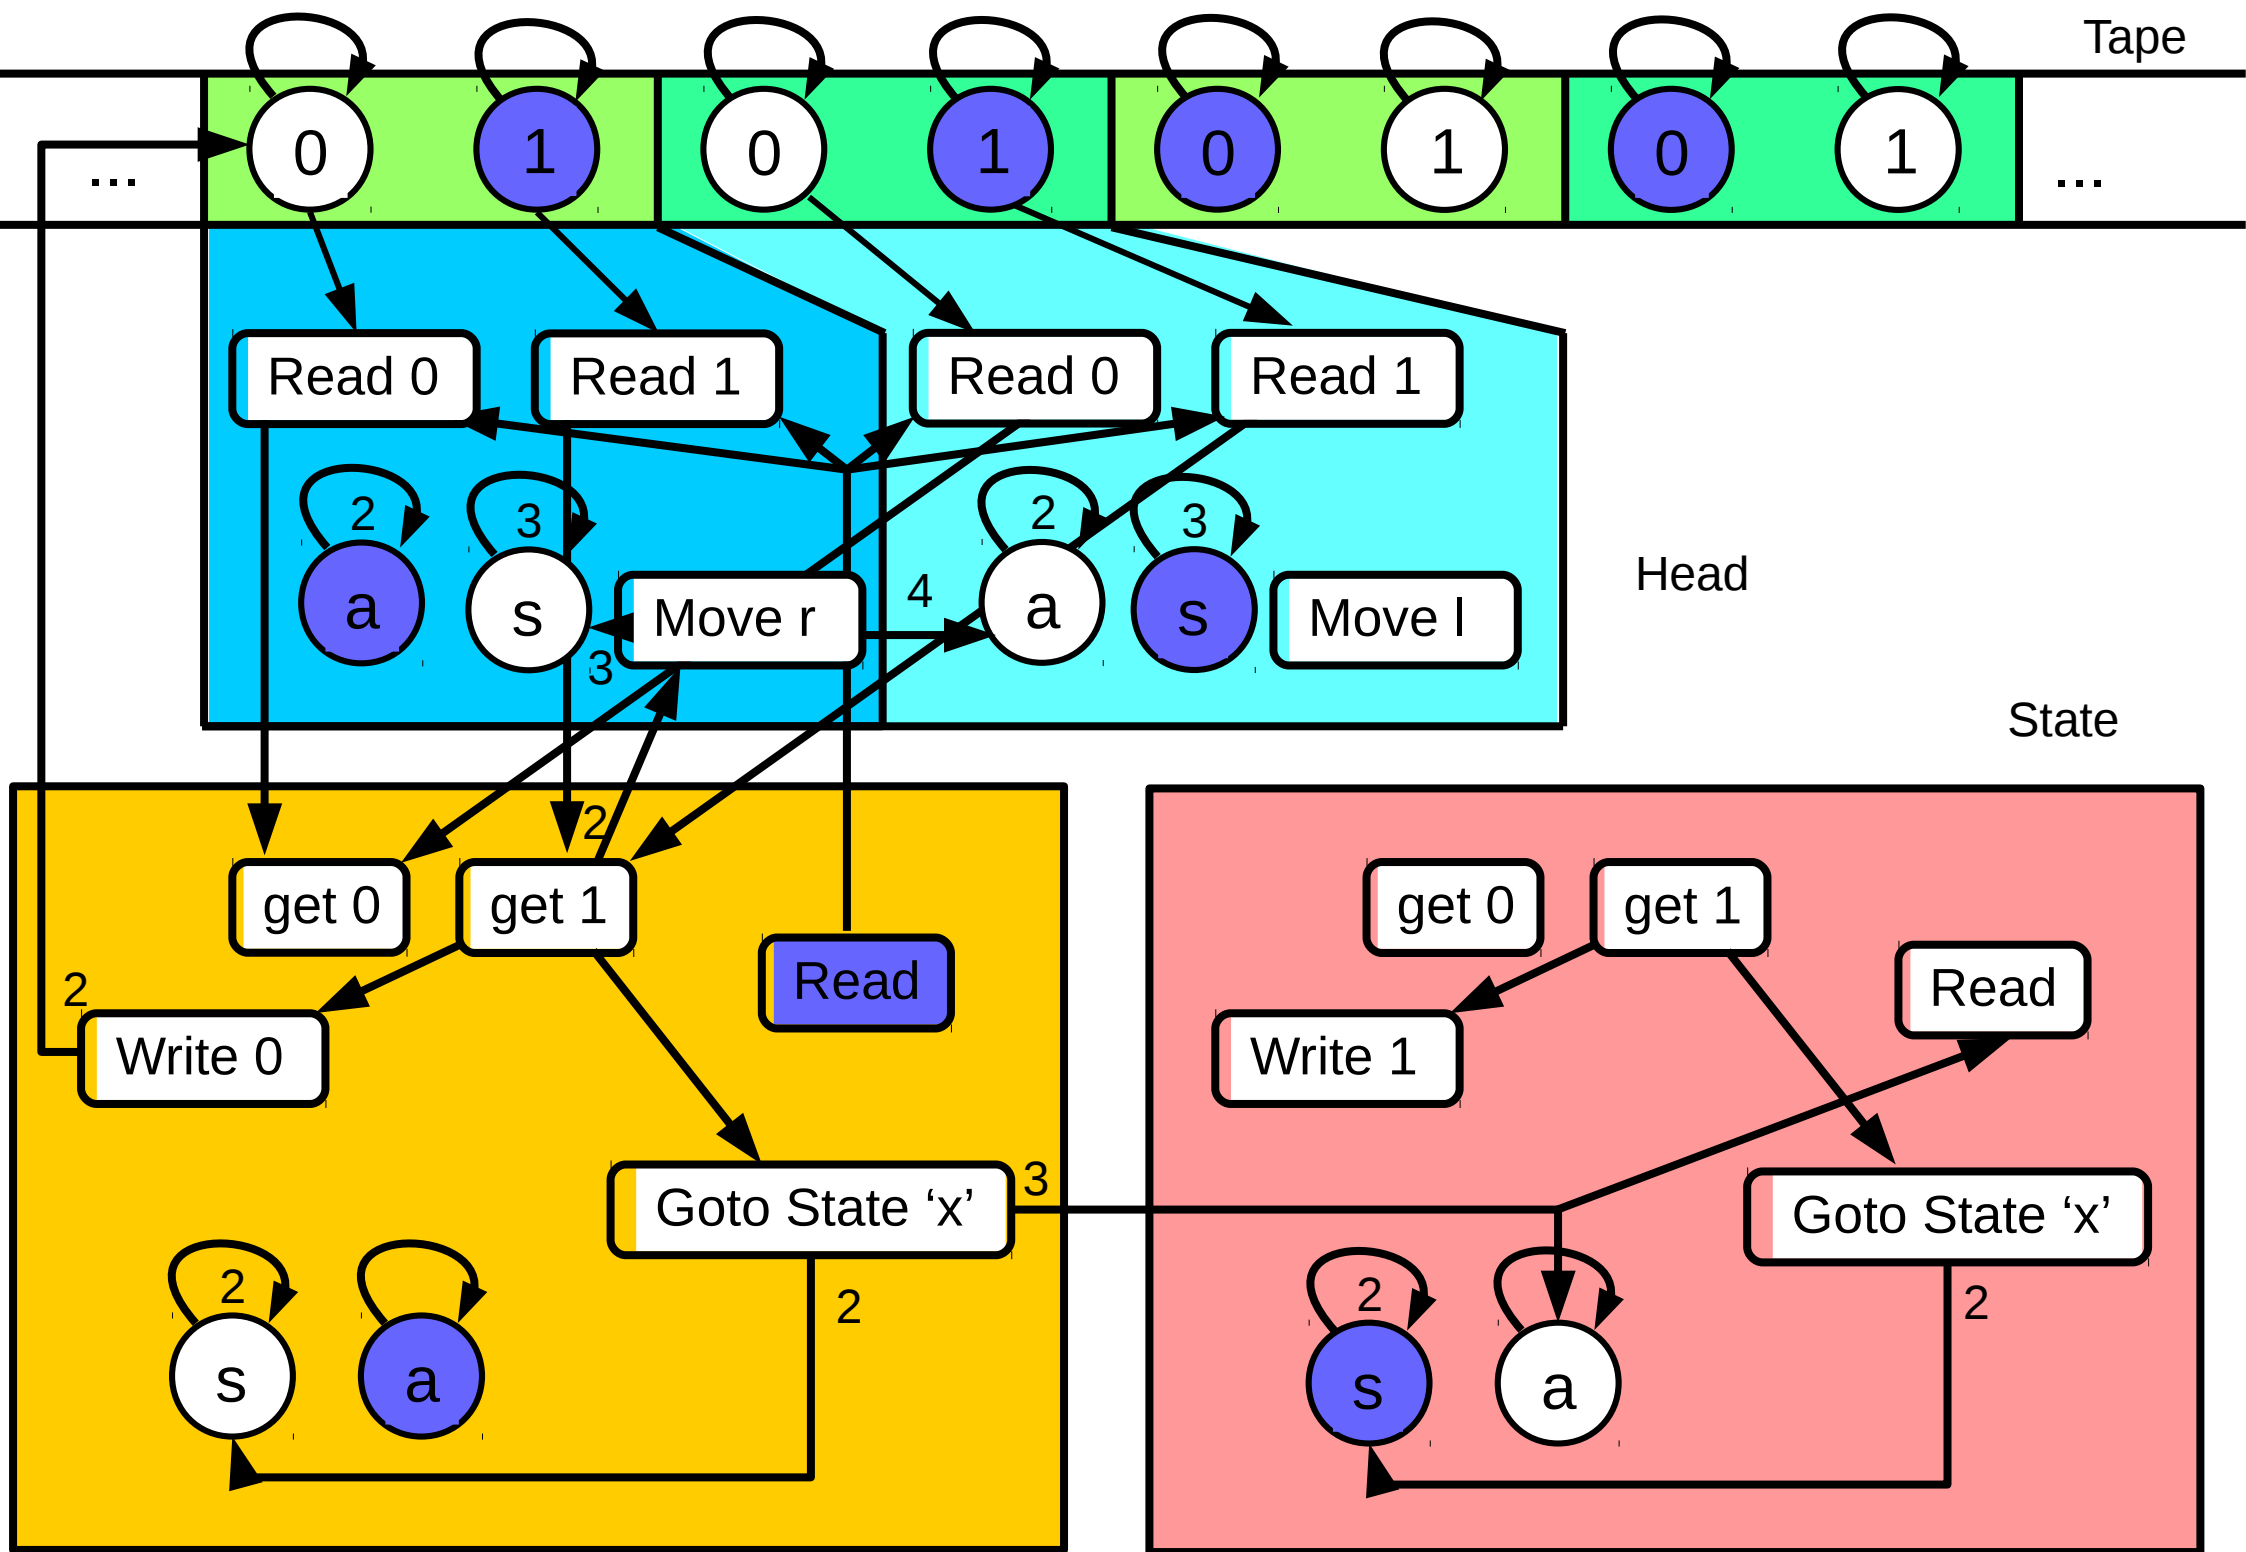 Tape
0 1 0 1 0 1 0 1
... ...
Read 0 Read 1 Read 0 Read 1
2 3 2 3
a s Move r 4 a s Move l
3
Head
State
2
get 0 get 1 get 0 get 1
Read Read
2
Write 0 Write 1
3
Goto State ‘x’ Goto State ‘x’
2 2 2 2
s a s a